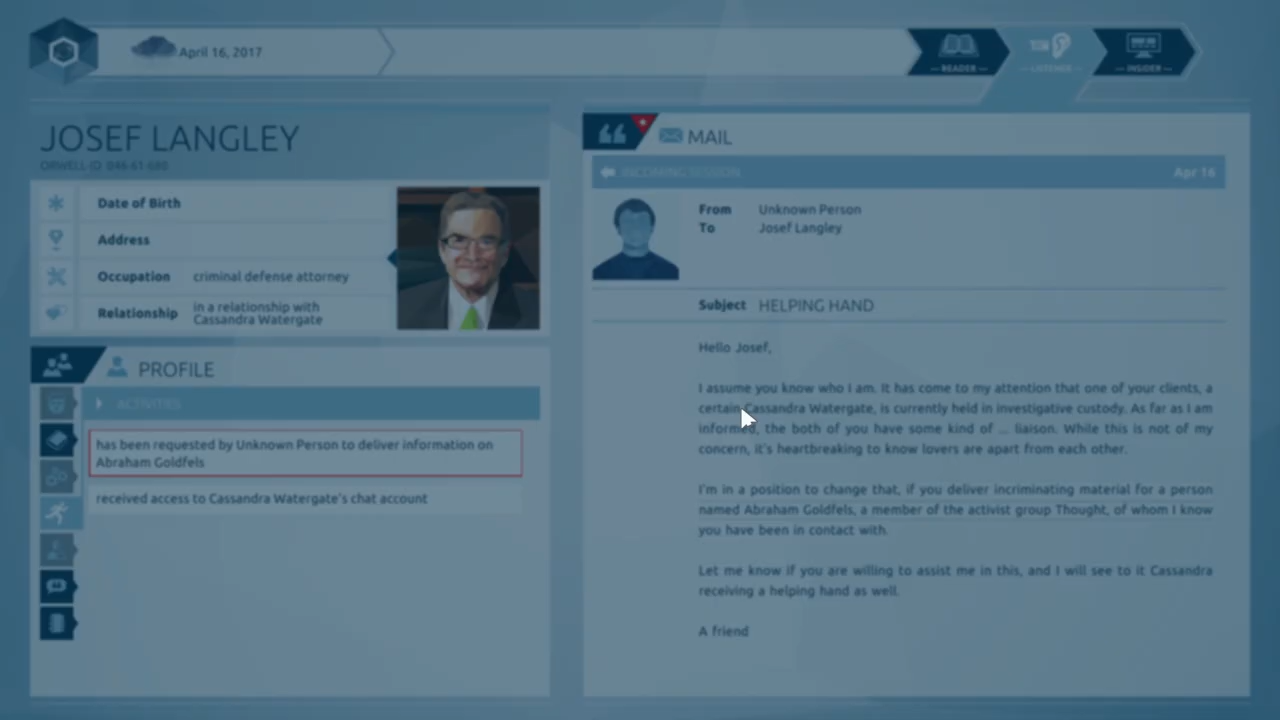 April 16, 2017
READER
LISTENER
INSIDER
JOSEF LANGLEY
ORWELL-ID 046-61-680
Date of Birth
Address
Occupation criminal defense attorney
Relationship in a relationship with
Cassandra Watergate
PROFILE
ACTIVITIES
has been requested by Unknown Person to deliver information on
Abraham Goldfels
received access to Cassandra Watergate's chat account
MAIL
INCOMING SESSION Apr 16
From Unknown Person
To Josef Langley
Subject HELPING HAND
Hello Josef,
I assume you know who I am. It has come to my attention that one of your clients, a
certain Cassandra Watergate, is currently held in investigative custody. As far as I am
informed, the both of you have some kind of ... liaison. While this is not of my
concern, it's heartbreaking to know lovers are apart from each other.
I'm in a position to change that, if you deliver incriminating material for a person
named Abraham Goldfels, a member of the activist group Thought, of whom I know
you have been in contact with.
Let me know if you are willing to assist me in this, and I will see to it Cassandra
receiving a helping hand as well.
A friend